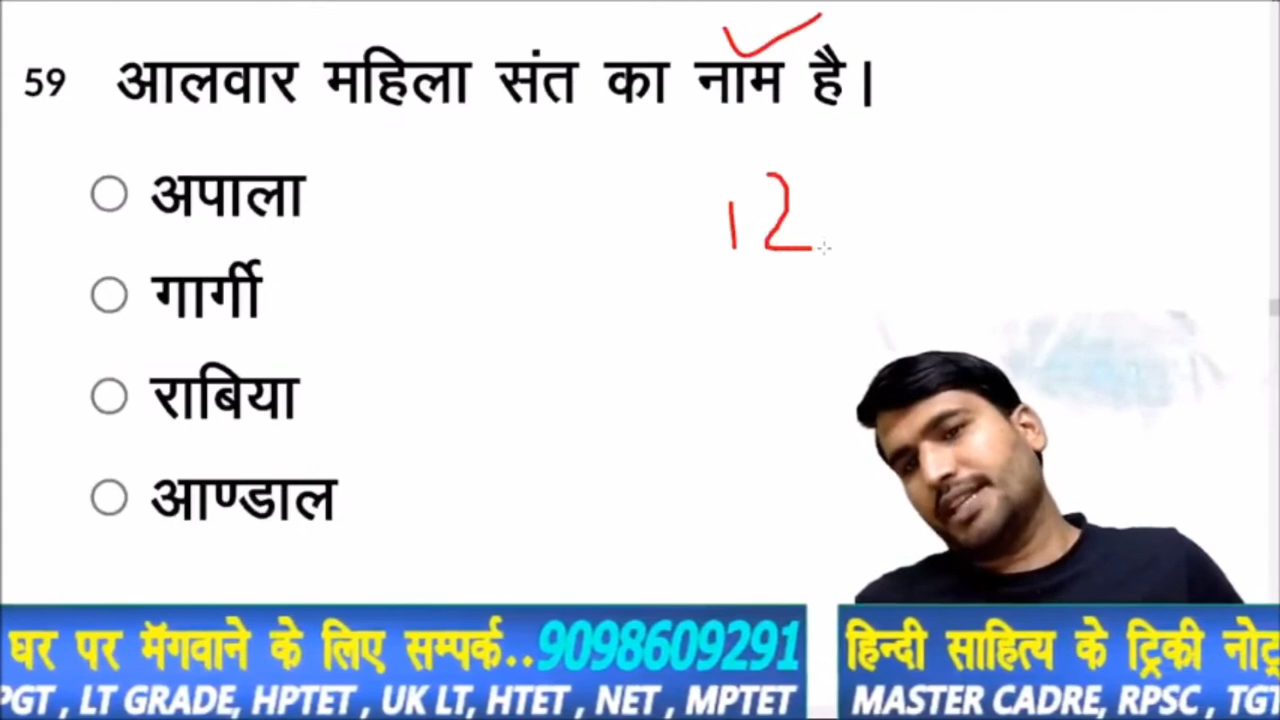 59 आलवार महिला संत का नाम है।
12
अपाला
गार्गी
राबिया
आण्डाल
घर पर मॅगवाने के लिए सम्पर्क..9098609291
PGT , LT GRADE, HPTET , UK LT, HTET , NET , MPTET
हिन्दी साहित्य के ट्रिकी नोट
MASTER CADRE, RPSC , TGT